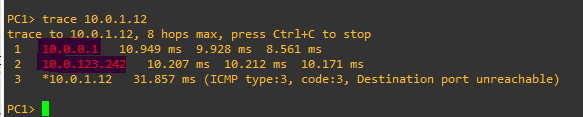 PC1> trace 10.0.1.12
trace to 10.0.1.12, 8 hops max, press Ctrl+C to stop
1 10.0.0.1 10.949 ms 9.928 ms 8.561 ms
2 10.0.123.242 10.207 ms 10.212 ms 10.171 ms
3 *10.0.1.12 31.857 ms (ICMP type:3, code:3, Destination port unreachable)
PC1>